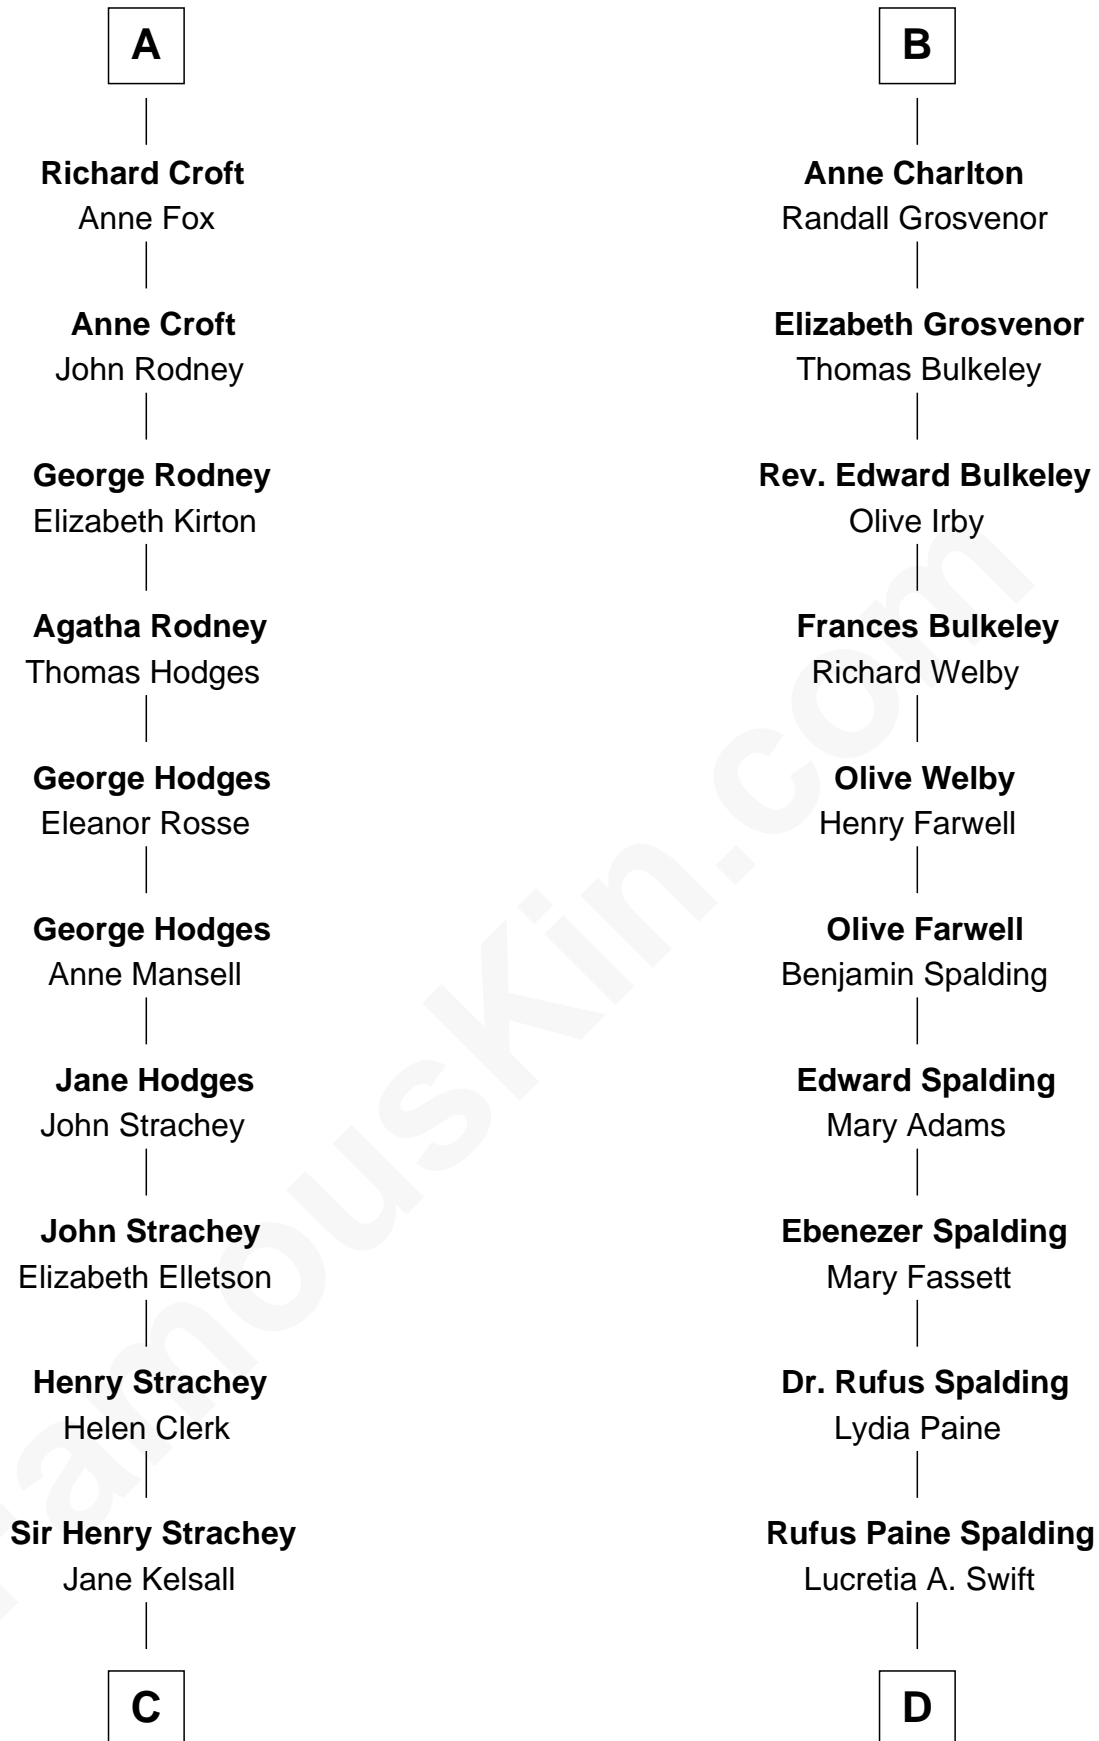 A
Richard Croft
Anne Fox
Anne Croft
John Rodney
George Rodney
Elizabeth Kirton
Agatha Rodney
Thomas Hodges
George Hodges
Eleanor Rosse
George Hodges
Anne Mansell
Jane Hodges
John Strachey
John Strachey
Elizabeth Elletson
Henry Strachey
Helen Clerk
Sir Henry Strachey
Jane Kelsall
C
B
Anne Charlton
Randall Grosvenor
Elizabeth Grosvenor
Thomas Bulkeley
Rev. Edward Bulkeley
Olive Irby
Frances Bulkeley
Richard Welby
Olive Welby
Henry Farwell
Olive Farwell
Benjamin Spalding
Edward Spalding
Mary Adams
Ebenezer Spalding
Mary Fassett
Dr. Rufus Spalding
Lydia Paine
Rufus Paine Spalding
Lucretia A. Swift
D
FamousKin.com